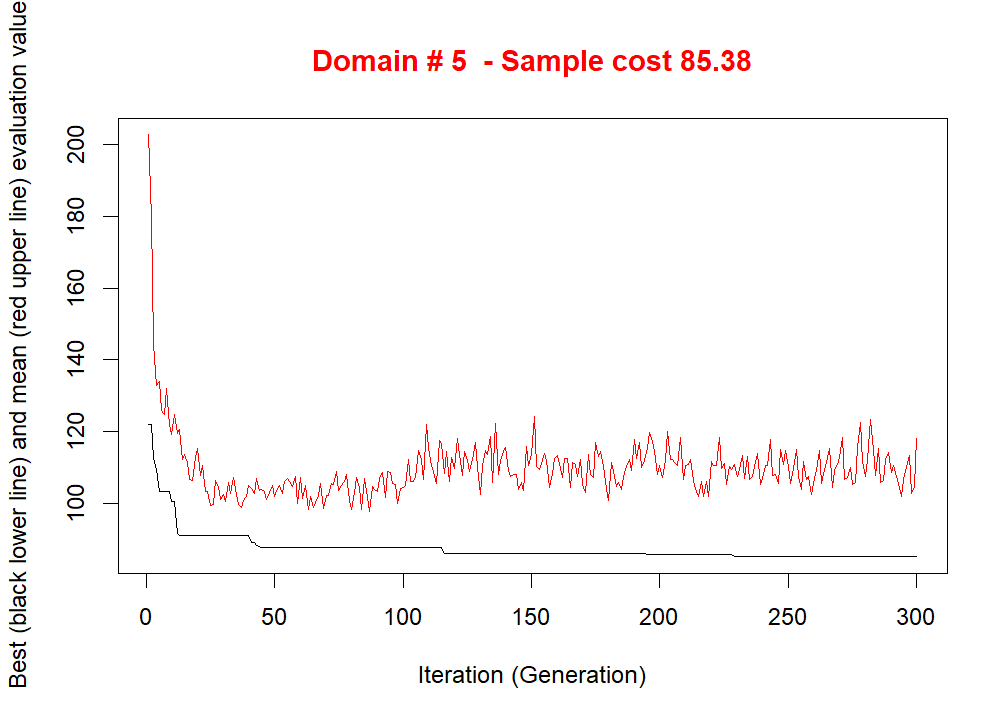 Domain # 5  - Sample cost 85.38
Best (black lower line) and mean (red upper line) evaluation value
200
180
160
140
120
100
0 50 100 150 200 250 300
Iteration (Generation)